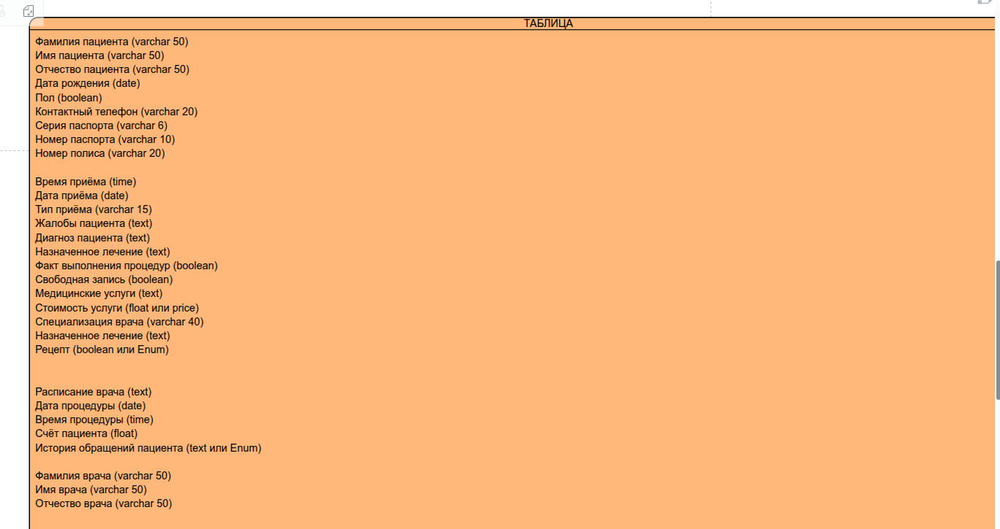 ТАБЛИЦА
Фамилия пациента (varchar 50)
Имя пациента (varchar 50)
Отчество пациента (varchar 50)
Дата рождения (date)
Пол (boolean)
Контактный телефон (varchar 20)
Серия паспорта (varchar 6)
Номер паспорта (varchar 10)
Номер полиса (varchar 20)
Время приёма (time)
Дата приёма (date)
Тип приёма (varchar 15)
Жалобы пациента (text)
Диагноз пациента (text)
Назначенное лечение (text)
Факт выполнения процедур (boolean)
Свободная запись (boolean)
Медицинские услуги (text)
Стоимость услуги (float или price)
Специализация врача (varchar 40)
Назначенное лечение (text)
Рецепт (boolean или Enum)
Расписание врача (text)
Дата процедуры (date)
Время процедуры (time)
Счёт пациента (float)
История обращений пациента (text или Enum)
Фамилия врача (varchar 50)
Имя врача (varchar 50)
Отчество врача (varchar 50)